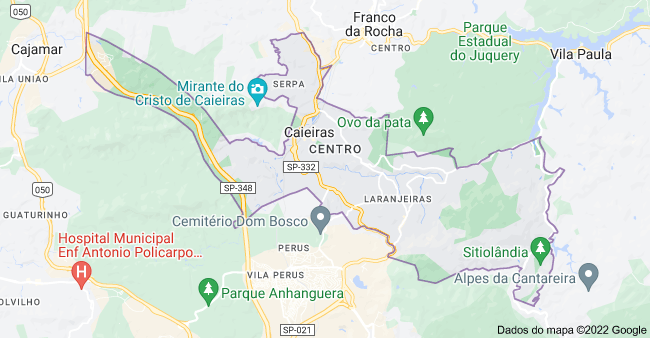 050
Cajamar
VILA UNIÃO
Franco
da Rocha
CENTRO
Parque
Estadual
do Juquery
Vila Paula
SERPA
Mirante do
Cristo de Caieiras
Caieiras
CENTRO
Ovo da pata
SP-332
SP-348
050
LARANJEIRAS
GUATURINHO
Cemitério Dom Bosco
Hospital Municipal
Enf Antonio Policarpo...
PERUS
Sitiolândia
VILA PERUS
Alpes da Cantareira
OLVILHO
Parque Anhanguera
SP-021
Dados do mapa ©2022 Google